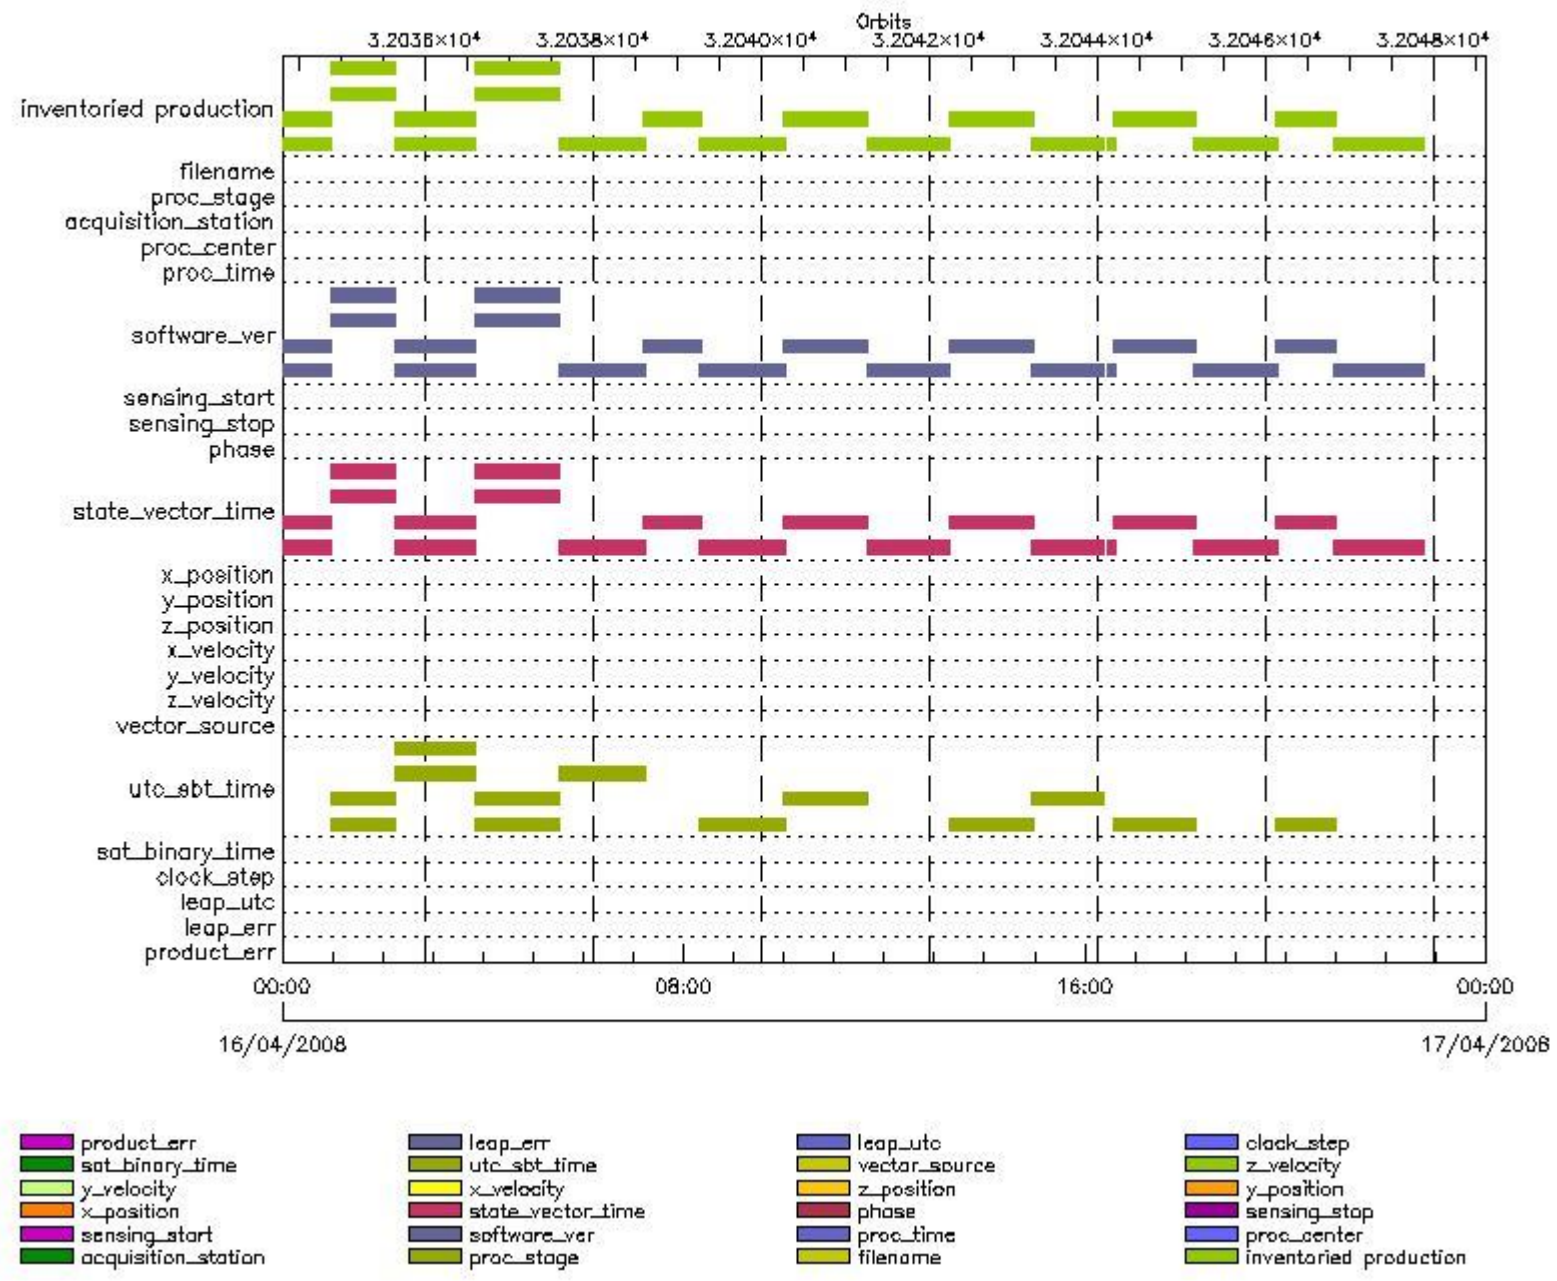 Orbits
3.2036×10⁴ 3.2038×10⁴ 3.2040×10⁴ 3.2042×10⁴ 3.2044×10⁴ 3.2046×10⁴ 3.2048×10⁴
inventoried production
filename
proc_stage
acquisition_station
proc_center
proc_time
software_ver
sensing_start
sensing_stop
phase
state_vector_time
x_position
y_position
z_position
x_velocity
y_velocity
z_velocity
vector_source
utc_sbt_time
sat_binary_time
clock_step
leap_utc
leap_err
product_err
00:00 08:00 16:00 00:00
16/04/2008 17/04/2008
product_err leap_err leap_utc clock_step
sat_binary_time utc_sbt_time vector_source z_velocity
y_velocity x_velocity z_position y_position
x_position state_vector_time phase sensing_stop
sensing_start software_ver proc_time proc_center
acquisition_station proc_stage filename inventoried production